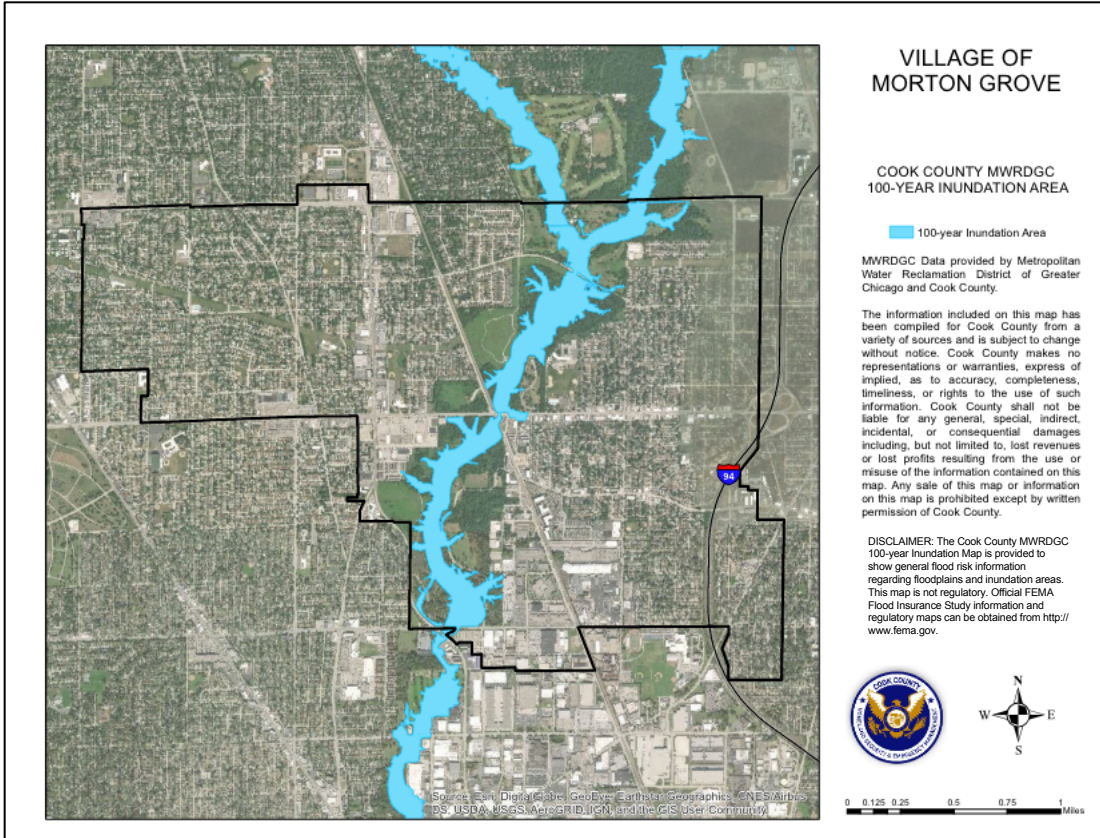 VILLAGE OF
MORTON GROVE
COOK COUNTY MWRDGC
100-YEAR INUNDATION AREA
100-year Inundation Area
MWRDGC Data provided by Metropolitan
Water Reclamation District of Greater
Chicago and Cook County.
The information included on this map has
been compiled for Cook County from a
variety of sources and is subject to change
without notice. Cook County makes no
representations or warranties, express of
implied, as to accuracy, completeness,
timeliness, or rights to the use of such
information. Cook County shall not be
liable for any general, special, indirect,
incidental, or consequential damages
including, but not limited to, lost revenues
or lost profits resulting from the use or
misuse of the information contained on this
map. Any sale of this map or information
on this map is prohibited except by written
permission of Cook County.
94
DISCLAIMER: The Cook County MWRDGC
100-year Inundation Map is provided to
show general flood risk information
regarding floodplains and inundation areas.
This map is not regulatory. Official FEMA
Flood Insurance Study information and
regulatory maps can be obtained from http://
www.fema.gov.
COOK COUNTY
HOMELAND SECURITY & EMERGENCY MANAGEMENT
N
W E
S
Source: Esri, DigitalGlobe, GeoEye, Earthstar Geographics, CNES/Airbus
DS, USDA, USGS, AeroGRID, IGN, and the GIS User Community
0 0.125 0.25 0.5 0.75 1
Miles